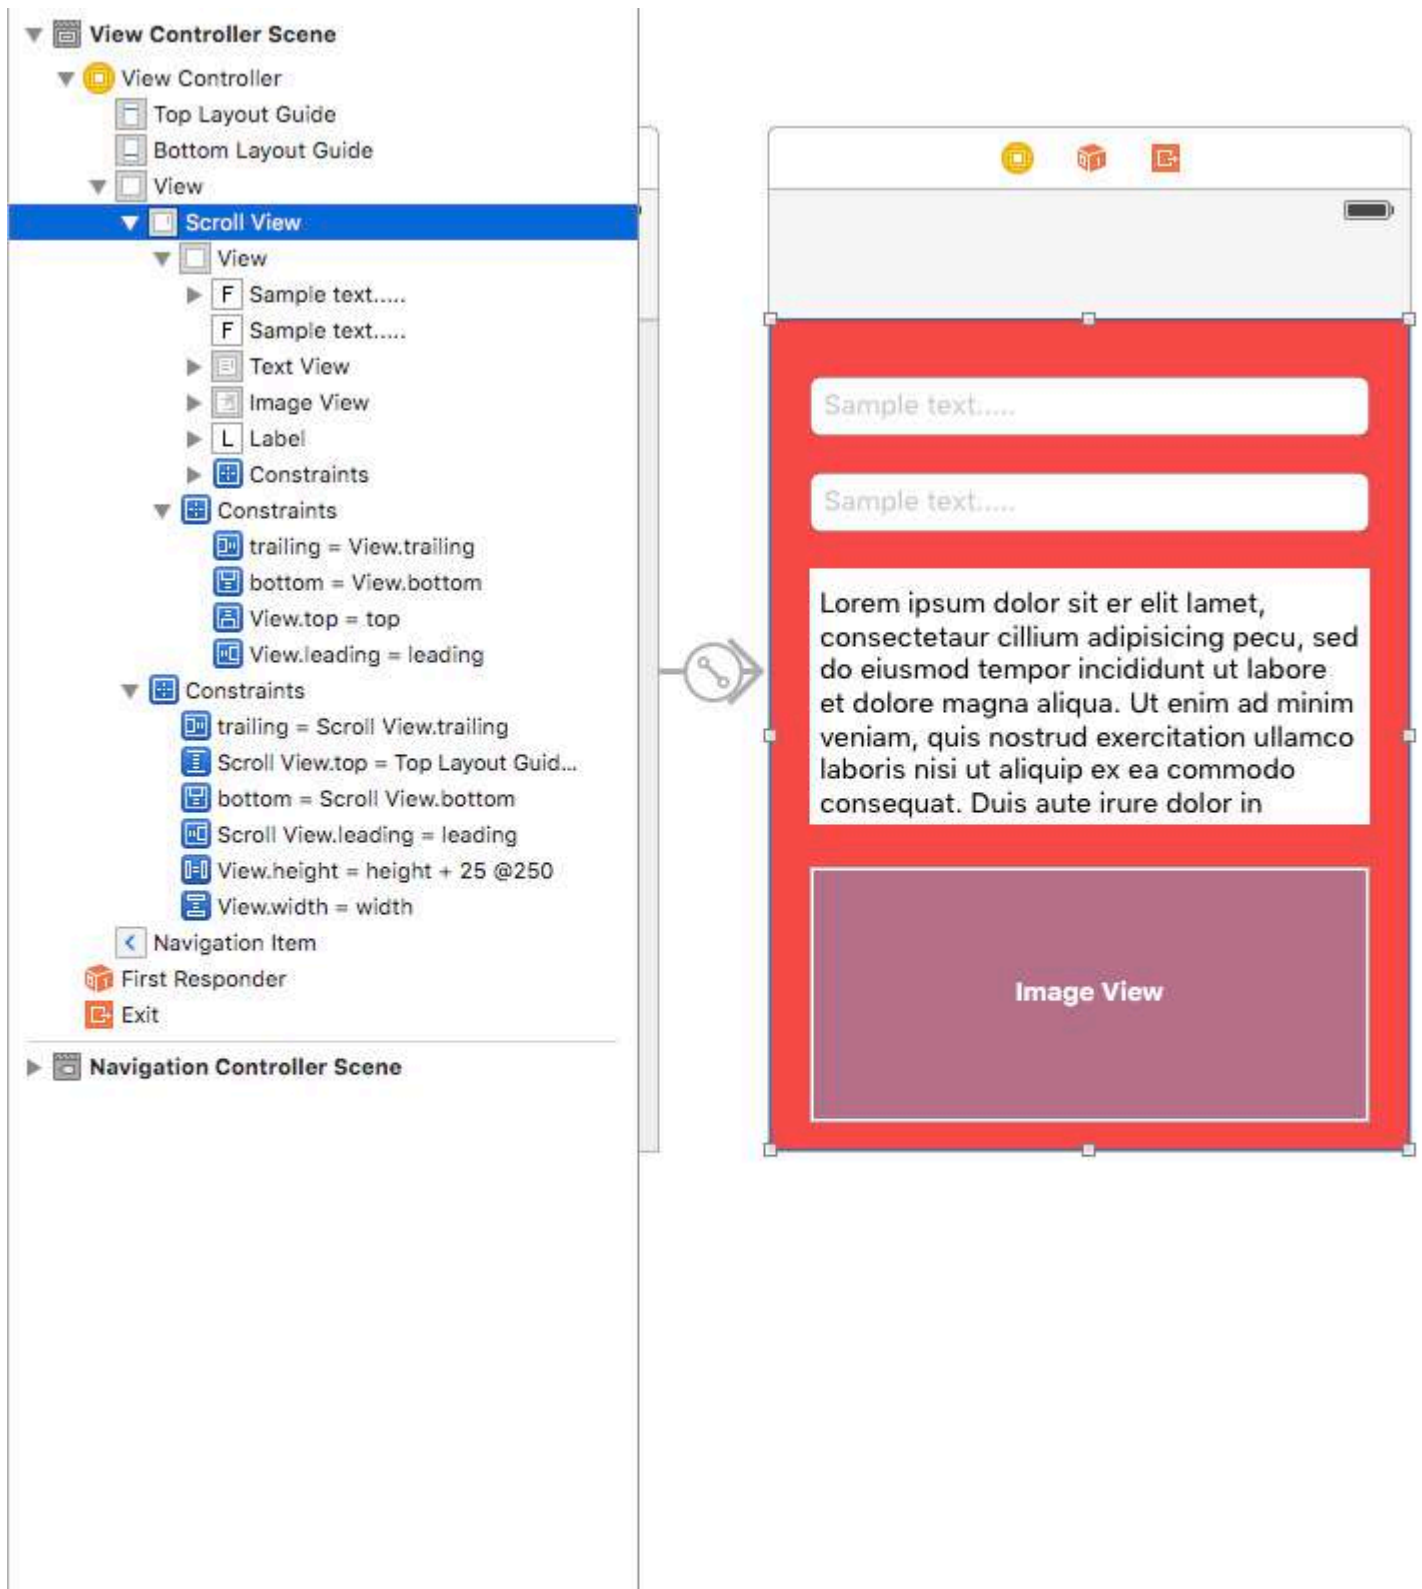 View Controller Scene
View Controller
Top Layout Guide
Bottom Layout Guide
View
Scroll View
View
F Sample text.....
F Sample text.....
Text View
Image View
L Label
Constraints
Constraints
trailing = View.trailing
bottom = View.bottom
View.top = top
View.leading = leading
Constraints
trailing = Scroll View.trailing
Scroll View.top = Top Layout Guid...
bottom = Scroll View.bottom
Scroll View.leading = leading
View.height = height + 25 @250
View.width = width
Navigation Item
First Responder
Exit
Navigation Controller Scene
Sample text.....
Sample text.....
Lorem ipsum dolor sit er elit lamet,
consectetaur cillium adipisicing pecu, sed
do eiusmod tempor incididunt ut labore
et dolore magna aliqua. Ut enim ad minim
veniam, quis nostrud exercitation ullamco
laboris nisi ut aliquip ex ea commodo
consequat. Duis aute irure dolor in
Image View